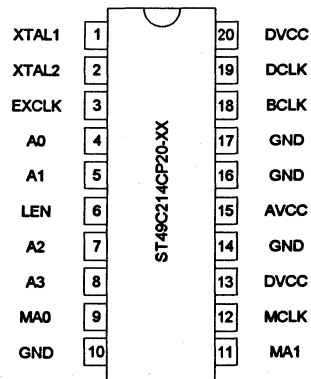 XTAL1 1 20 DVCC
XTAL2 2 19 DCLK
EXCLK 3 18 BCLK
A0 4 17 GND
A1 5 16 GND
LEN 6 15 AVCC
A2 7 14 GND
A3 8 13 DVCC
MA0 9 12 MCLK
GND 10 11 MA1
ST49C214CP20-XX